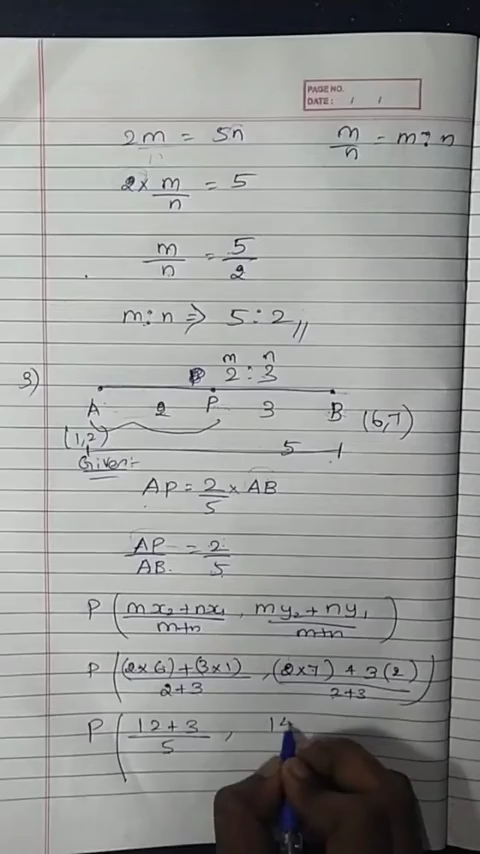 PAGE NO.
DATE: / /
2m = 5n m/n = m:n
2 × m/n = 5
m/n = 5/2
m:n ⇒ 5:2 //
3) m n
2 : 3
A 2 P 3 B (6,7)
(1,2) 5
Given:-
AP = 2/5 × AB
AP/AB = 2/5
P ( (mx₂+nx₁)/(m+n) , (my₂+ny₁)/(m+n) )
P ( ((2×6)+(3×1))/(2+3) , ((2×7)+3(2))/(2+3) )
P ( (12+3)/5 , 14